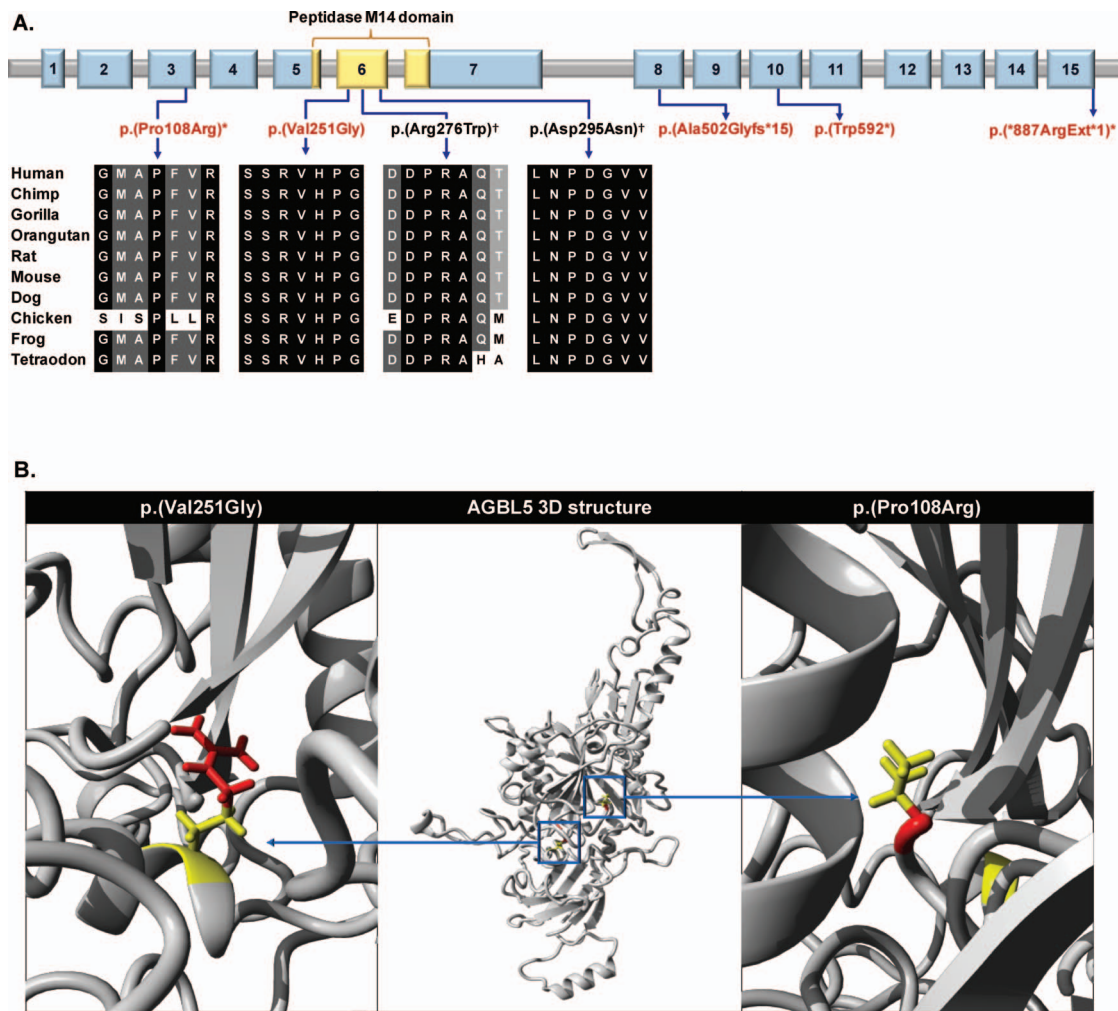 A.
Peptidase M14 domain
1 2 3 4 5 6 7 8 9 10 11 12 13 14 15
p.(Pro108Arg)* p.(Val251Gly) p.(Arg276Trp)† p.(Asp295Asn)† p.(Ala502Glyfs*15) p.(Trp592*) p.(*887ArgExt*1)*
Human G M A P F V R S S R V H P G D D P R A Q T L N P D G V V
Chimp G M A P F V R S S R V H P G D D P R A Q T L N P D G V V
Gorilla G M A P F V R S S R V H P G D D P R A Q T L N P D G V V
Orangutan G M A P F V R S S R V H P G D D P R A Q T L N P D G V V
Rat G M A P F V R S S R V H P G D D P R A Q T L N P D G V V
Mouse G M A P F V R S S R V H P G D D P R A Q T L N P D G V V
Dog G M A P F V R S S R V H P G D D P R A Q T L N P D G V V
Chicken S I S P L L R S S R V H P G E D P R A Q M L N P D G V V
Frog G M A P F V R S S R V H P G D D P R A Q M L N P D G V V
Tetraodon G M A P F V R S S R V H P G D D P R A H A L N P D G V V
B.
p.(Val251Gly) AGBL5 3D structure p.(Pro108Arg)